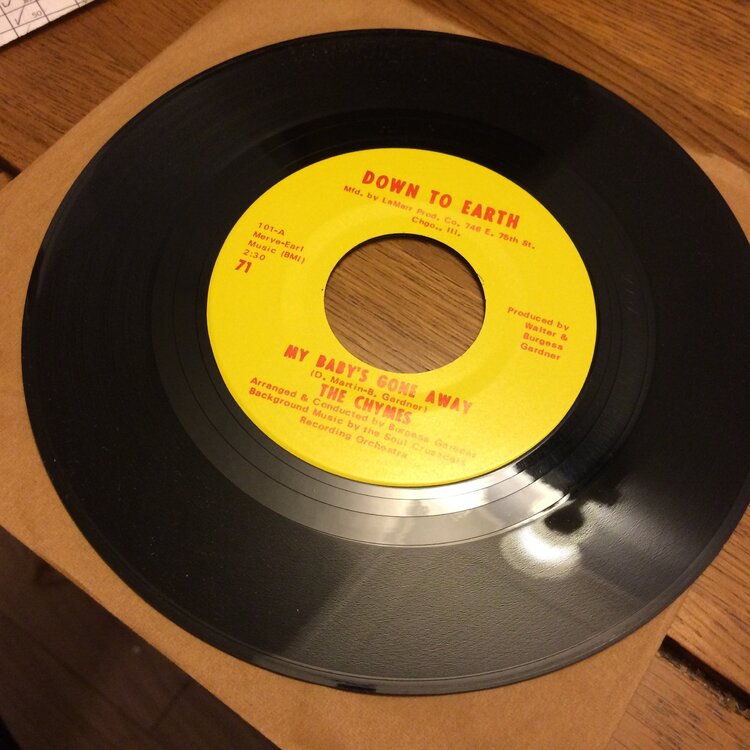 DOWN TO EARTH
Mfd. by LaMarr Prod. Co. 746 E. 75th St.
Chgo., Ill.
101-A
Merve-Earl
Music (BMI)
2:30
71
Produced by
Walter &
Burgess
Gardner
MY BABY'S GONE AWAY
(D. Martin-B. Gardner)
THE CHYMES
Arranged & Conducted by Burgess Gardner
Background Music by the Soul Crusaders
Recording Orchestra
50